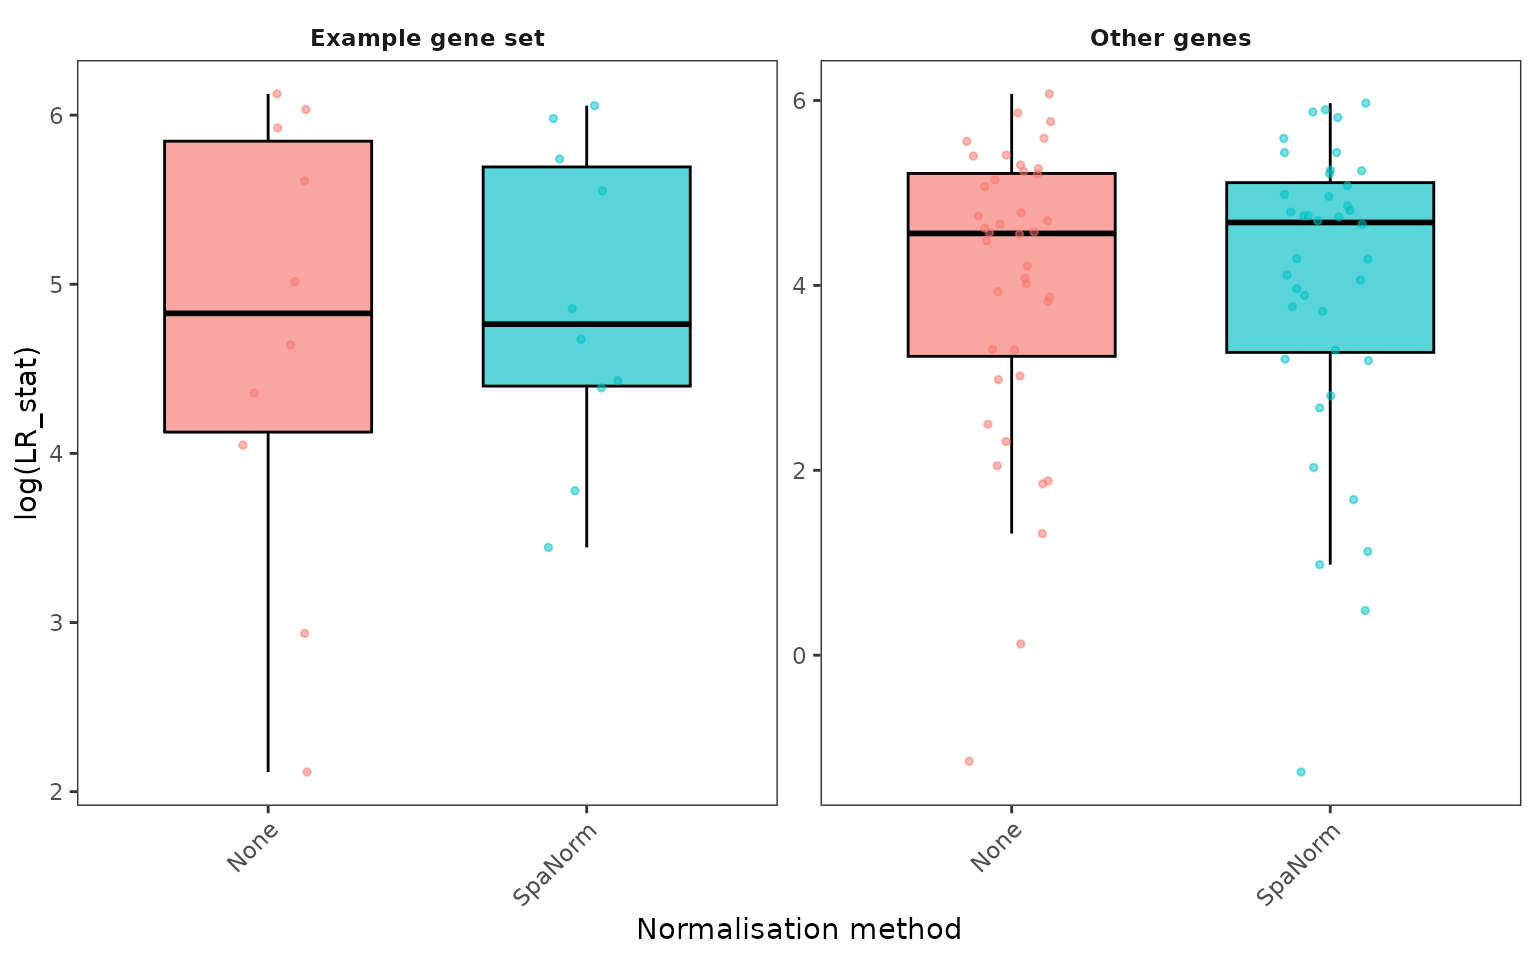 Example gene set
Other genes
log(LR_stat)
6
5
4
3
2
6
4
2
0
None
SpaNorm
None
SpaNorm
Normalisation method